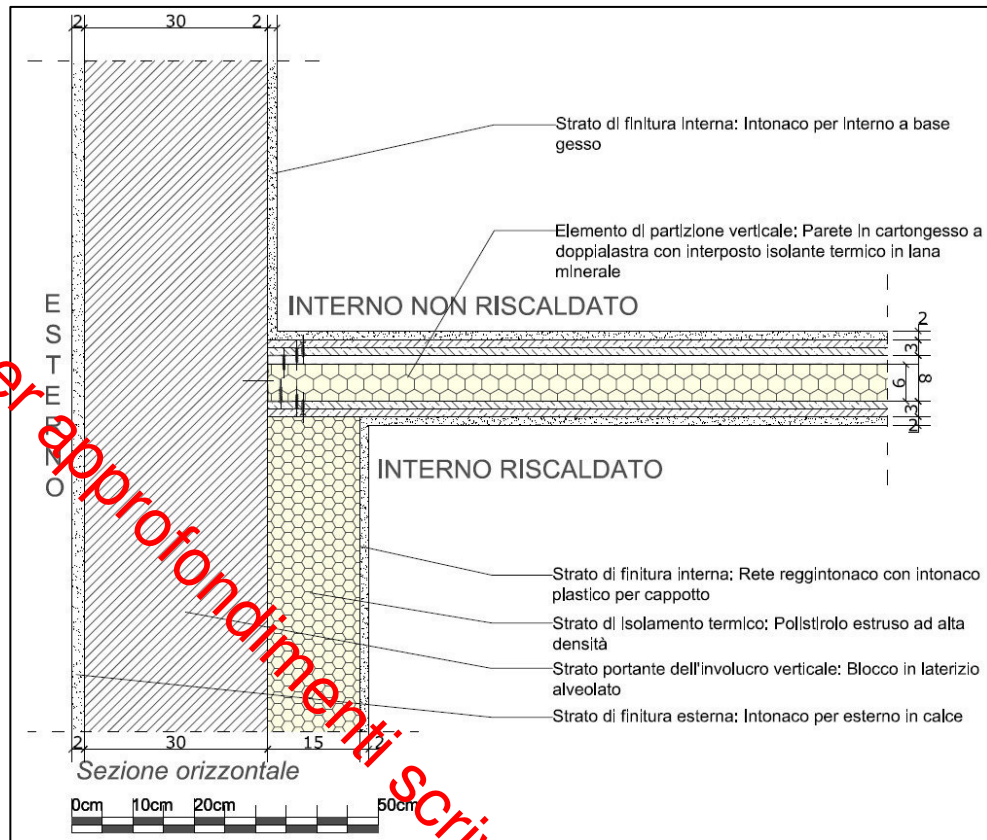 2 30 2
Strato di finitura interna: Intonaco per interno a base
gesso
Elemento di partizione verticale: Parete in cartongesso a
doppialastra con interposto isolante termico in lana
minerale
ESTERNO
INTERNO NON RISCALDATO
2
3
6 8
3
2
INTERNO RISCALDATO
er approfondimenti scri
Strato di finitura interna: Rete reggintonaco con intonaco
plastico per cappotto
Strato di isolamento termico: Polistirolo estruso ad alta
densità
Strato portante dell'involucro verticale: Blocco in laterizio
alveolato
Strato di finitura esterna: Intonaco per esterno in calce
2 30 15 2
Sezione orizzontale
0cm 10cm 20cm 50cm